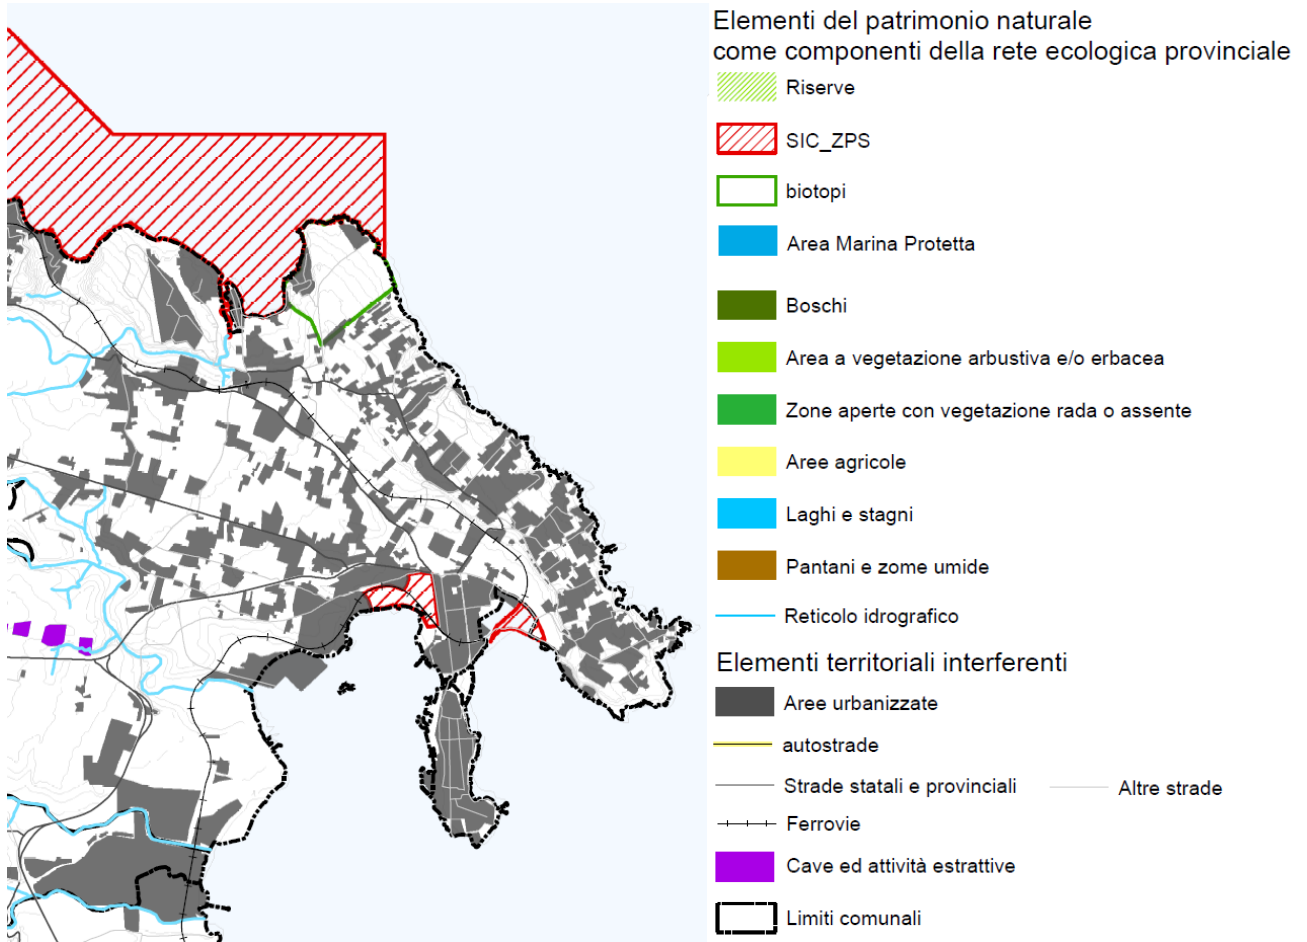 Elementi del patrimonio naturale
come componenti della rete ecologica provinciale
Riserve
SIC_ZPS
biotopi
Area Marina Protetta
Boschi
Area a vegetazione arbustiva e/o erbacea
Zone aperte con vegetazione rada o assente
Aree agricole
Laghi e stagni
Pantani e zome umide
Reticolo idrografico
Elementi territoriali interferenti
Aree urbanizzate
autostrade
Strade statali e provinciali
Altre strade
Ferrovie
Cave ed attività estrattive
Limiti comunali